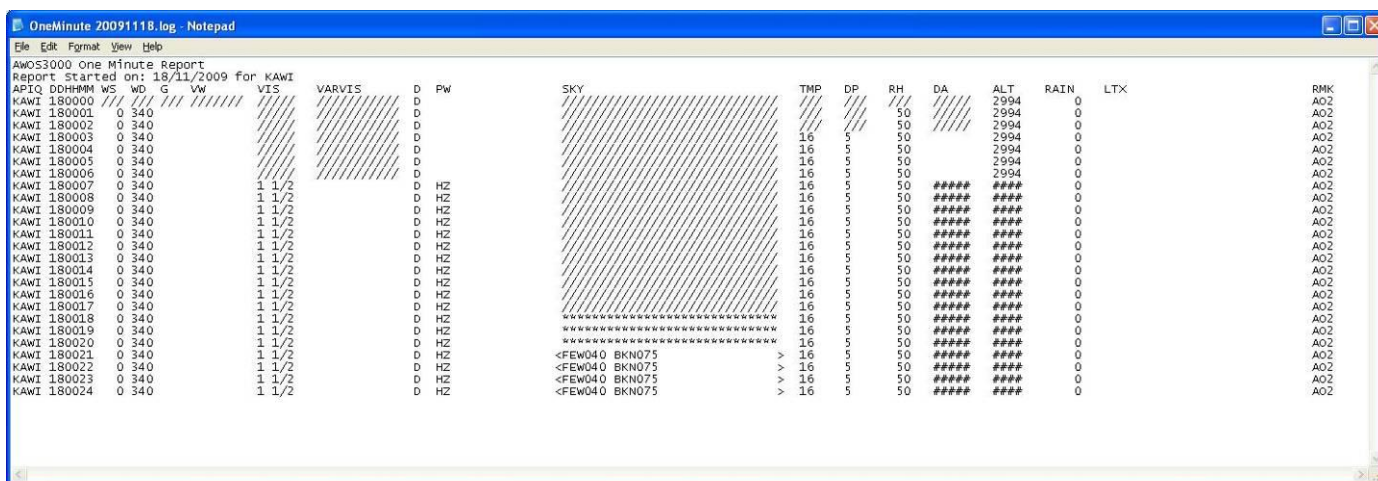 OneMinute 20091118.log - Notepad
File Edit Format View Help
AWOS3000 One Minute Report
Report Started on: 18/11/2009 for KAWI
APIQ DDHHMM WS WD G VW VIS VARVIS D PW SKY TMP DP RH DA ALT RAIN LTX RMK
KAWI 180000 /// /// /// /////// ///// /////////// D //////////////////////////// /// /// /// ///// 2994 0 AO2
KAWI 180001 0 340 ///// /////////// D //////////////////////////// /// /// 50 ///// 2994 0 AO2
KAWI 180002 0 340 ///// /////////// D //////////////////////////// /// /// 50 ///// 2994 0 AO2
KAWI 180003 0 340 ///// /////////// D //////////////////////////// 16 5 50 2994 0 AO2
KAWI 180004 0 340 ///// /////////// D //////////////////////////// 16 5 50 2994 0 AO2
KAWI 180005 0 340 ///// /////////// D //////////////////////////// 16 5 50 2994 0 AO2
KAWI 180006 0 340 ///// /////////// D //////////////////////////// 16 5 50 2994 0 AO2
KAWI 180007 0 340 1 1/2 D HZ //////////////////////////// 16 5 50 ##### #### 0 AO2
KAWI 180008 0 340 1 1/2 D HZ //////////////////////////// 16 5 50 ##### #### 0 AO2
KAWI 180009 0 340 1 1/2 D HZ //////////////////////////// 16 5 50 ##### #### 0 AO2
KAWI 180010 0 340 1 1/2 D HZ //////////////////////////// 16 5 50 ##### #### 0 AO2
KAWI 180011 0 340 1 1/2 D HZ //////////////////////////// 16 5 50 ##### #### 0 AO2
KAWI 180012 0 340 1 1/2 D HZ //////////////////////////// 16 5 50 ##### #### 0 AO2
KAWI 180013 0 340 1 1/2 D HZ //////////////////////////// 16 5 50 ##### #### 0 AO2
KAWI 180014 0 340 1 1/2 D HZ //////////////////////////// 16 5 50 ##### #### 0 AO2
KAWI 180015 0 340 1 1/2 D HZ //////////////////////////// 16 5 50 ##### #### 0 AO2
KAWI 180016 0 340 1 1/2 D HZ //////////////////////////// 16 5 50 ##### #### 0 AO2
KAWI 180017 0 340 1 1/2 D HZ //////////////////////////// 16 5 50 ##### #### 0 AO2
KAWI 180018 0 340 1 1/2 D HZ **************************** 16 5 50 ##### #### 0 AO2
KAWI 180019 0 340 1 1/2 D HZ **************************** 16 5 50 ##### #### 0 AO2
KAWI 180020 0 340 1 1/2 D HZ **************************** 16 5 50 ##### #### 0 AO2
KAWI 180021 0 340 1 1/2 D HZ <FEW040 BKN075 > 16 5 50 ##### #### 0 AO2
KAWI 180022 0 340 1 1/2 D HZ <FEW040 BKN075 > 16 5 50 ##### #### 0 AO2
KAWI 180023 0 340 1 1/2 D HZ <FEW040 BKN075 > 16 5 50 ##### #### 0 AO2
KAWI 180024 0 340 1 1/2 D HZ <FEW040 BKN075 > 16 5 50 ##### #### 0 AO2